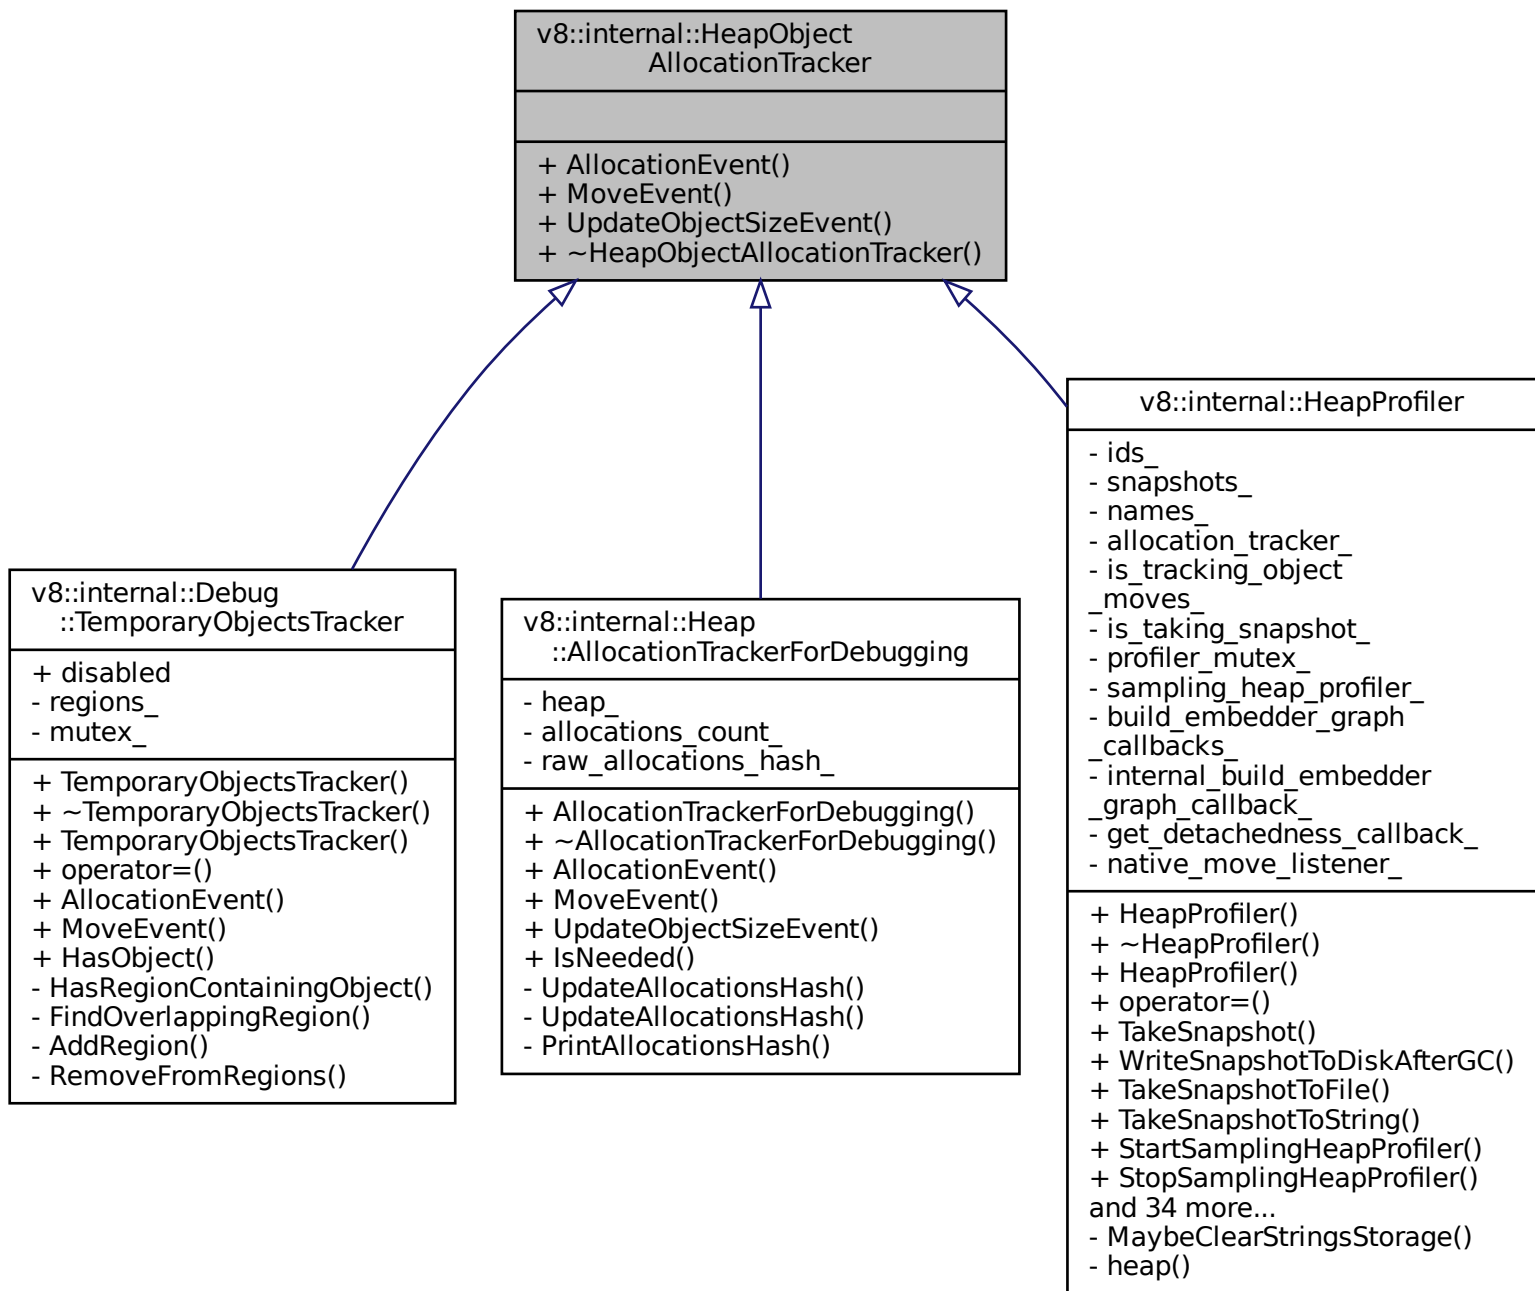 v8::internal::HeapObject
AllocationTracker
+ AllocationEvent()
+ MoveEvent()
+ UpdateObjectSizeEvent()
+ ~HeapObjectAllocationTracker()
v8::internal::Debug
::TemporaryObjectsTracker
+ disabled
- regions_
- mutex_
+ TemporaryObjectsTracker()
+ ~TemporaryObjectsTracker()
+ TemporaryObjectsTracker()
+ operator=()
+ AllocationEvent()
+ MoveEvent()
+ HasObject()
- HasRegionContainingObject()
- FindOverlappingRegion()
- AddRegion()
- RemoveFromRegions()
v8::internal::Heap
::AllocationTrackerForDebugging
- heap_
- allocations_count_
- raw_allocations_hash_
+ AllocationTrackerForDebugging()
+ ~AllocationTrackerForDebugging()
+ AllocationEvent()
+ MoveEvent()
+ UpdateObjectSizeEvent()
+ IsNeeded()
- UpdateAllocationsHash()
- UpdateAllocationsHash()
- PrintAllocationsHash()
v8::internal::HeapProfiler
- ids_
- snapshots_
- names_
- allocation_tracker_
- is_tracking_object
_moves_
- is_taking_snapshot_
- profiler_mutex_
- sampling_heap_profiler_
- build_embedder_graph
_callbacks_
- internal_build_embedder
_graph_callback_
- get_detachedness_callback_
- native_move_listener_
+ HeapProfiler()
+ ~HeapProfiler()
+ HeapProfiler()
+ operator=()
+ TakeSnapshot()
+ WriteSnapshotToDiskAfterGC()
+ TakeSnapshotToFile()
+ TakeSnapshotToString()
+ StartSamplingHeapProfiler()
+ StopSamplingHeapProfiler()
and 34 more...
- MaybeClearStringsStorage()
- heap()